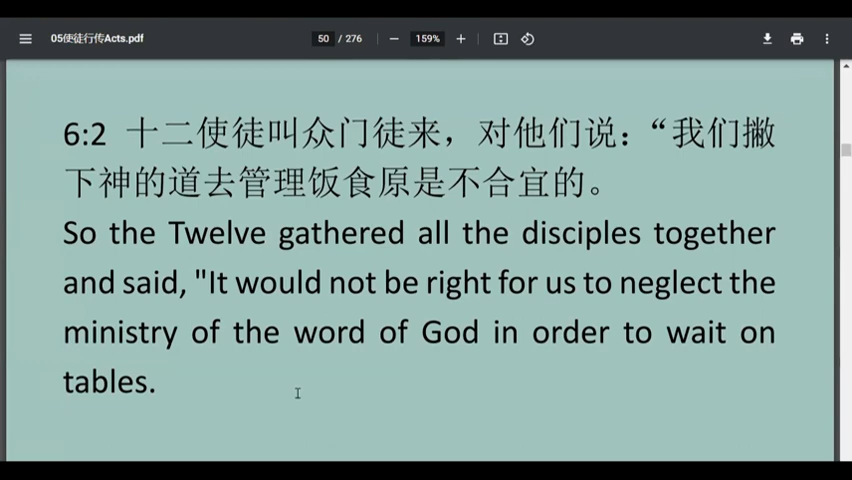 05使徒行传Acts.pdf
50 / 276
159%
6:2 十二使徒叫众门徒来，对他们说：“我们撇
下神的道去管理饭食原是不合宜的。
So the Twelve gathered all the disciples together
and said, "It would not be right for us to neglect the
ministry of the word of God in order to wait on
tables.